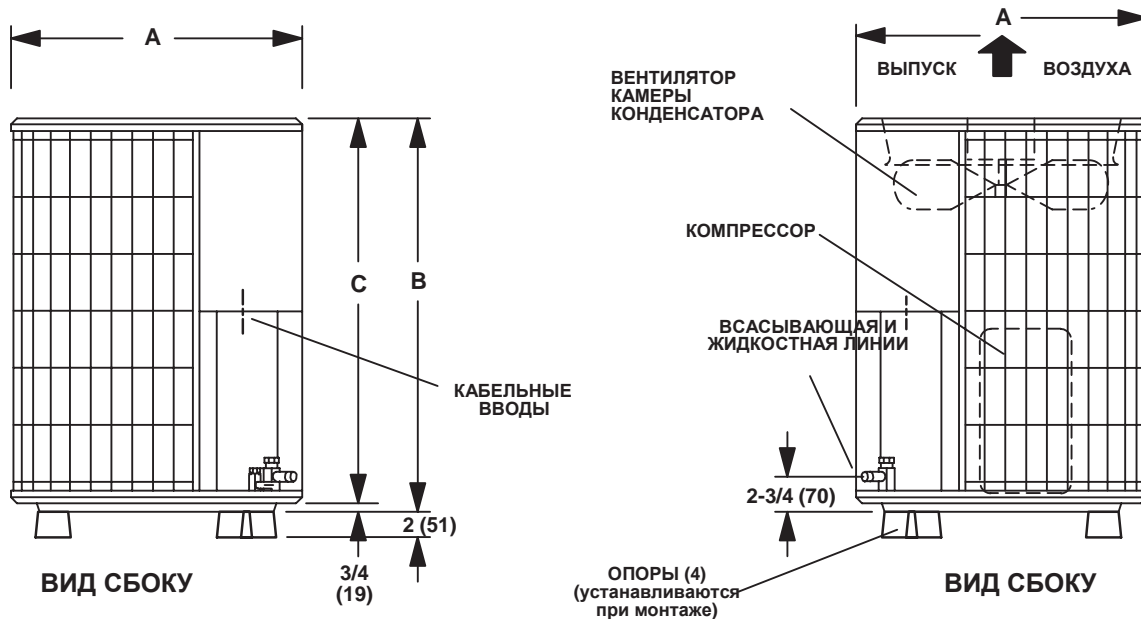 A
C
B
КАБЕЛЬНЫЕ
ВВОДЫ
2 (51)
3/4
(19)
ВИД СБОКУ
A
ВЫПУСК ВОЗДУХА
ВЕНТИЛЯТОР
КАМЕРЫ
КОНДЕНСАТОРА
КОМПРЕССОР
ВСАСЫВАЮЩАЯ И
ЖИДКОСТНАЯ ЛИНИИ
2-3/4 (70)
ОПОРЫ (4)
(устанавливаются
при монтаже)
ВИД СБОКУ